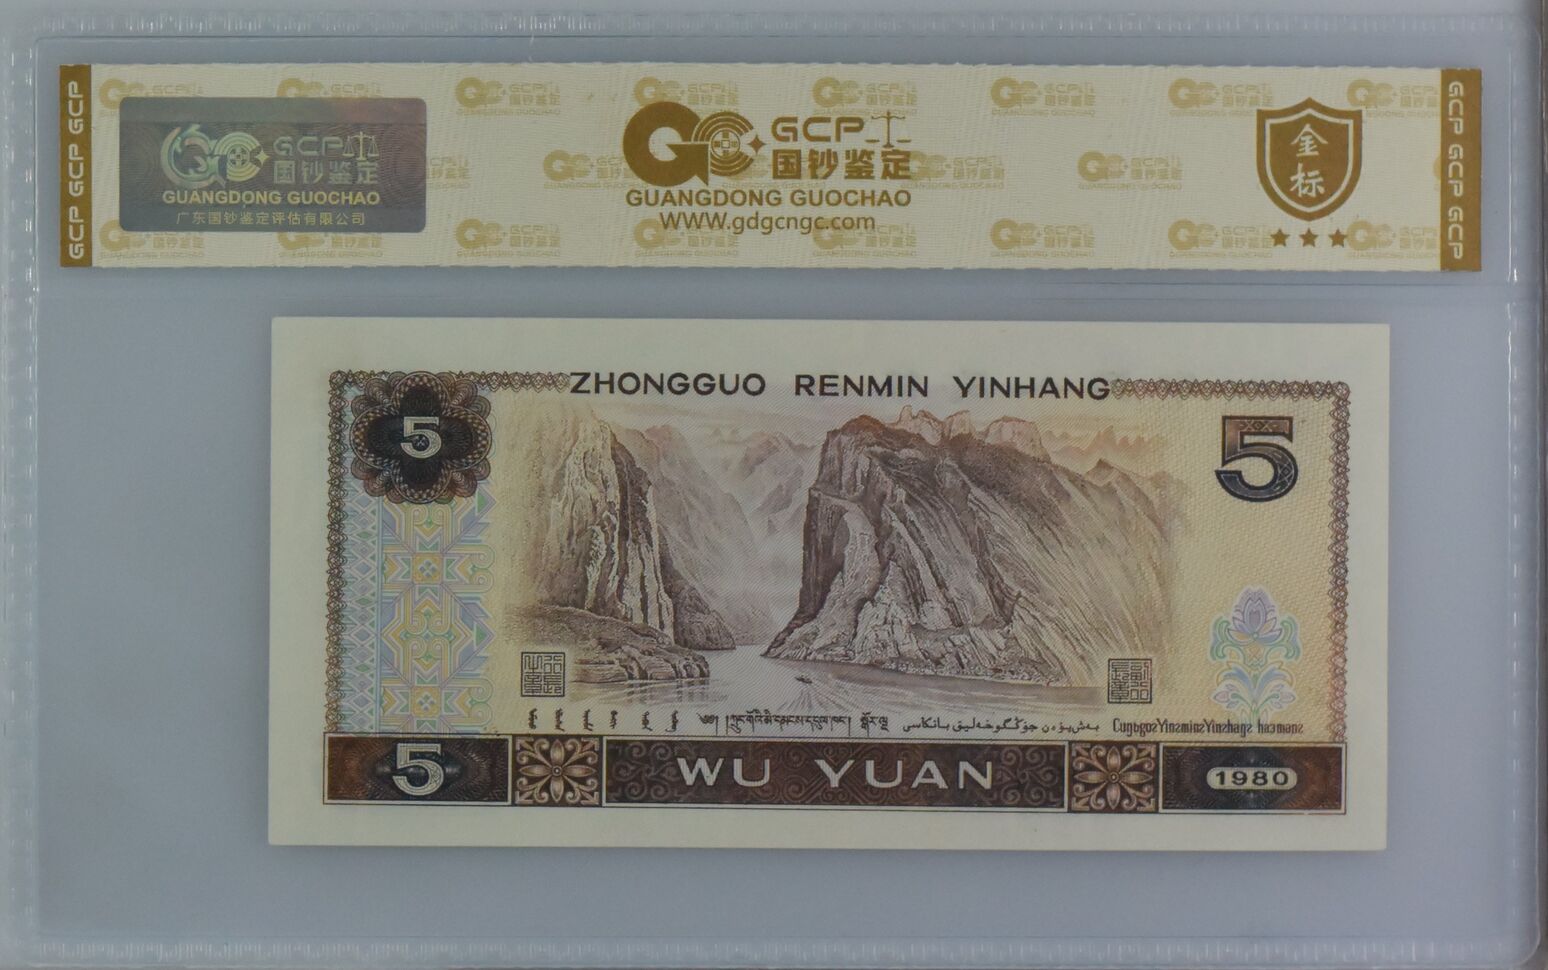 GCP GCP GCP
GCP 国钞鉴定
GUANGDONG GUOCHAO
广东国钞鉴定评估有限公司
GCP
国钞鉴定
GUANGDONG GUOCHAO
WWW.gdgcngc.com
金标
GCP GCP GCP
ZHONGGUO RENMIN YINHANG
5
5
5
WU YUAN
1980